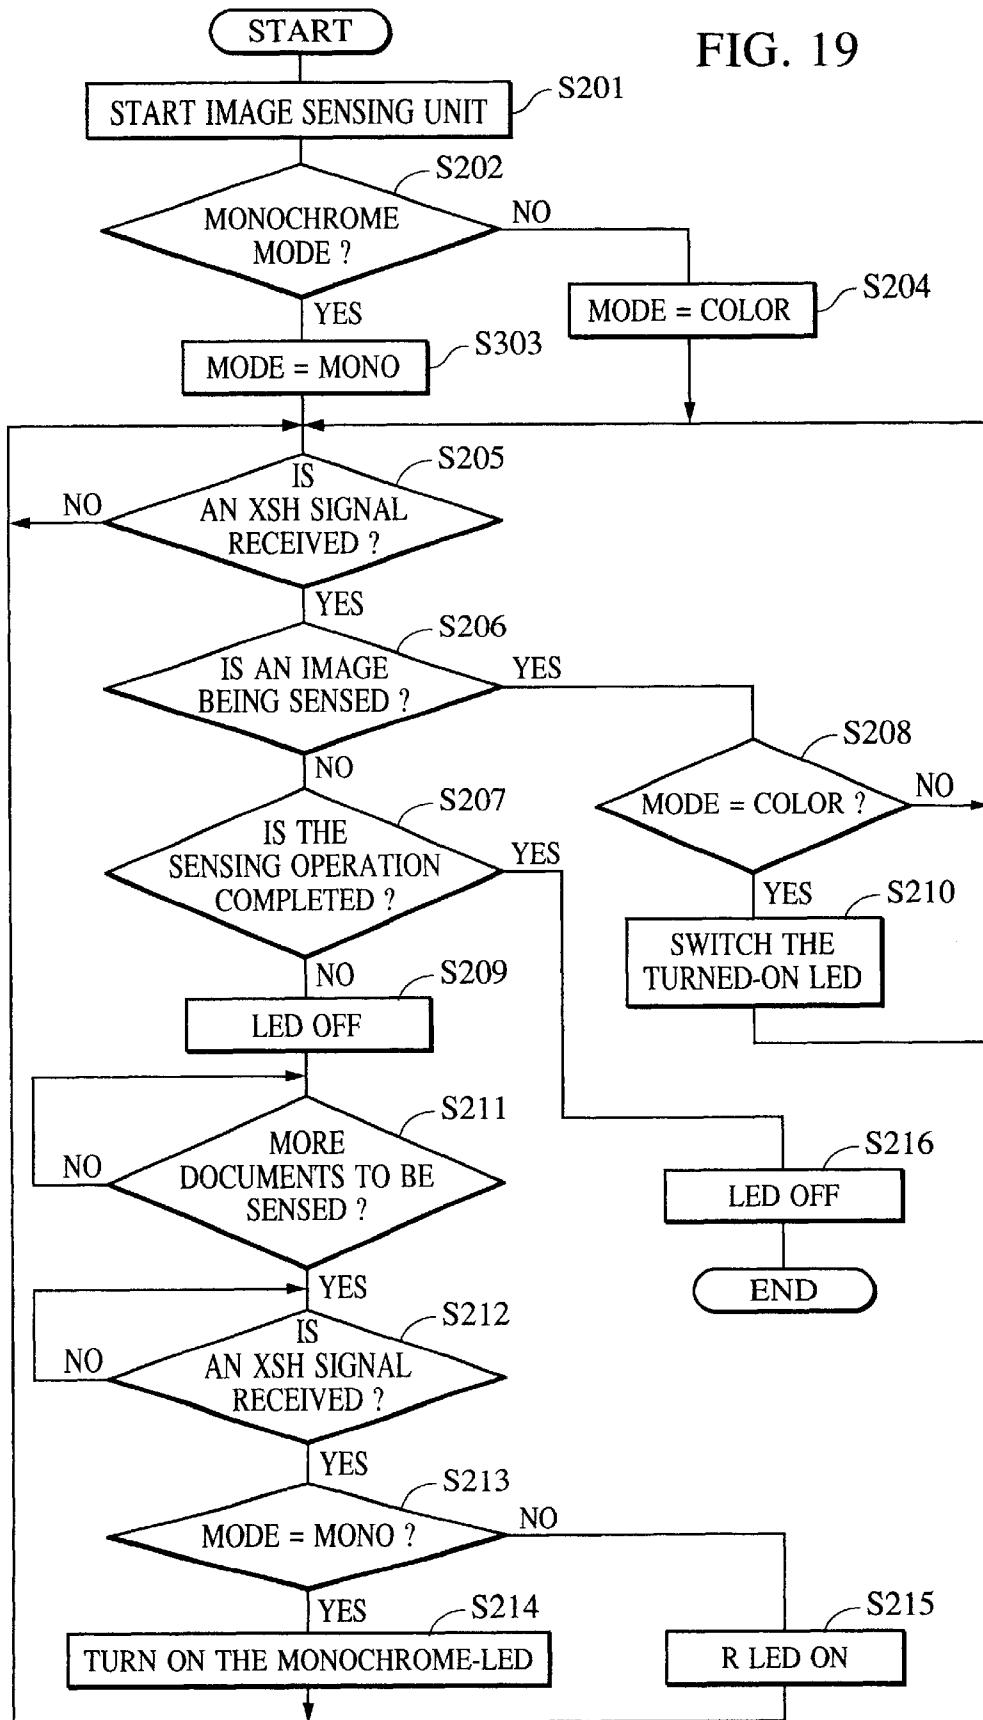 START
FIG. 19
START IMAGE SENSING UNIT
S201
MONOCHROME
MODE ?
S202
NO
YES
MODE = COLOR
S204
MODE = MONO
S303
IS
AN XSH SIGNAL
RECEIVED ?
S205
NO
YES
IS AN IMAGE
BEING SENSED ?
S206
YES
NO
MODE = COLOR ?
S208
NO
YES
IS THE
SENSING OPERATION
COMPLETED ?
S207
YES
NO
SWITCH THE
TURNED-ON LED
S210
LED OFF
S209
MORE
DOCUMENTS TO BE
SENSED ?
S211
NO
YES
LED OFF
S216
END
IS
AN XSH SIGNAL
RECEIVED ?
S212
NO
YES
MODE = MONO ?
S213
NO
YES
TURN ON THE MONOCHROME-LED
S214
R LED ON
S215